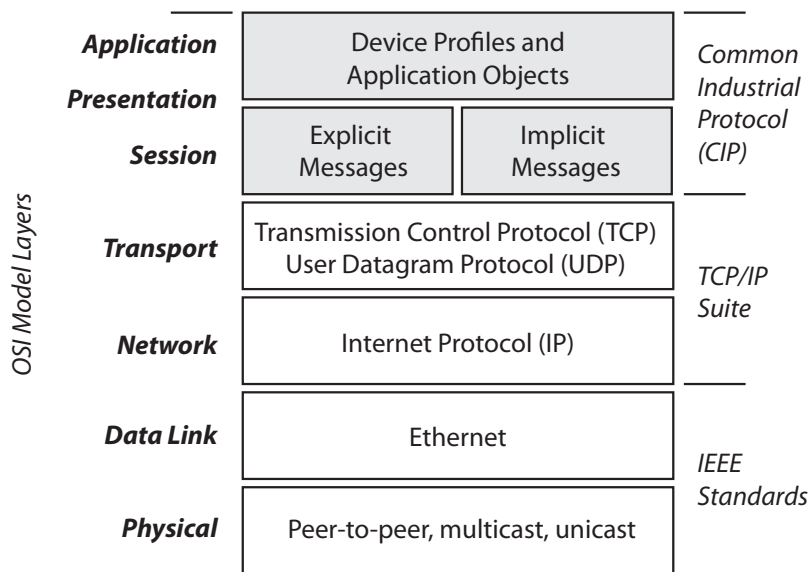 OSI Model Layers
Application
Presentation
Session
Transport
Network
Data Link
Physical
Device Profiles and
Application Objects
Explicit
Messages
Implicit
Messages
Transmission Control Protocol (TCP)
User Datagram Protocol (UDP)
Internet Protocol (IP)
Ethernet
Peer-to-peer, multicast, unicast
Common
Industrial
Protocol
(CIP)
TCP/IP
Suite
IEEE
Standards